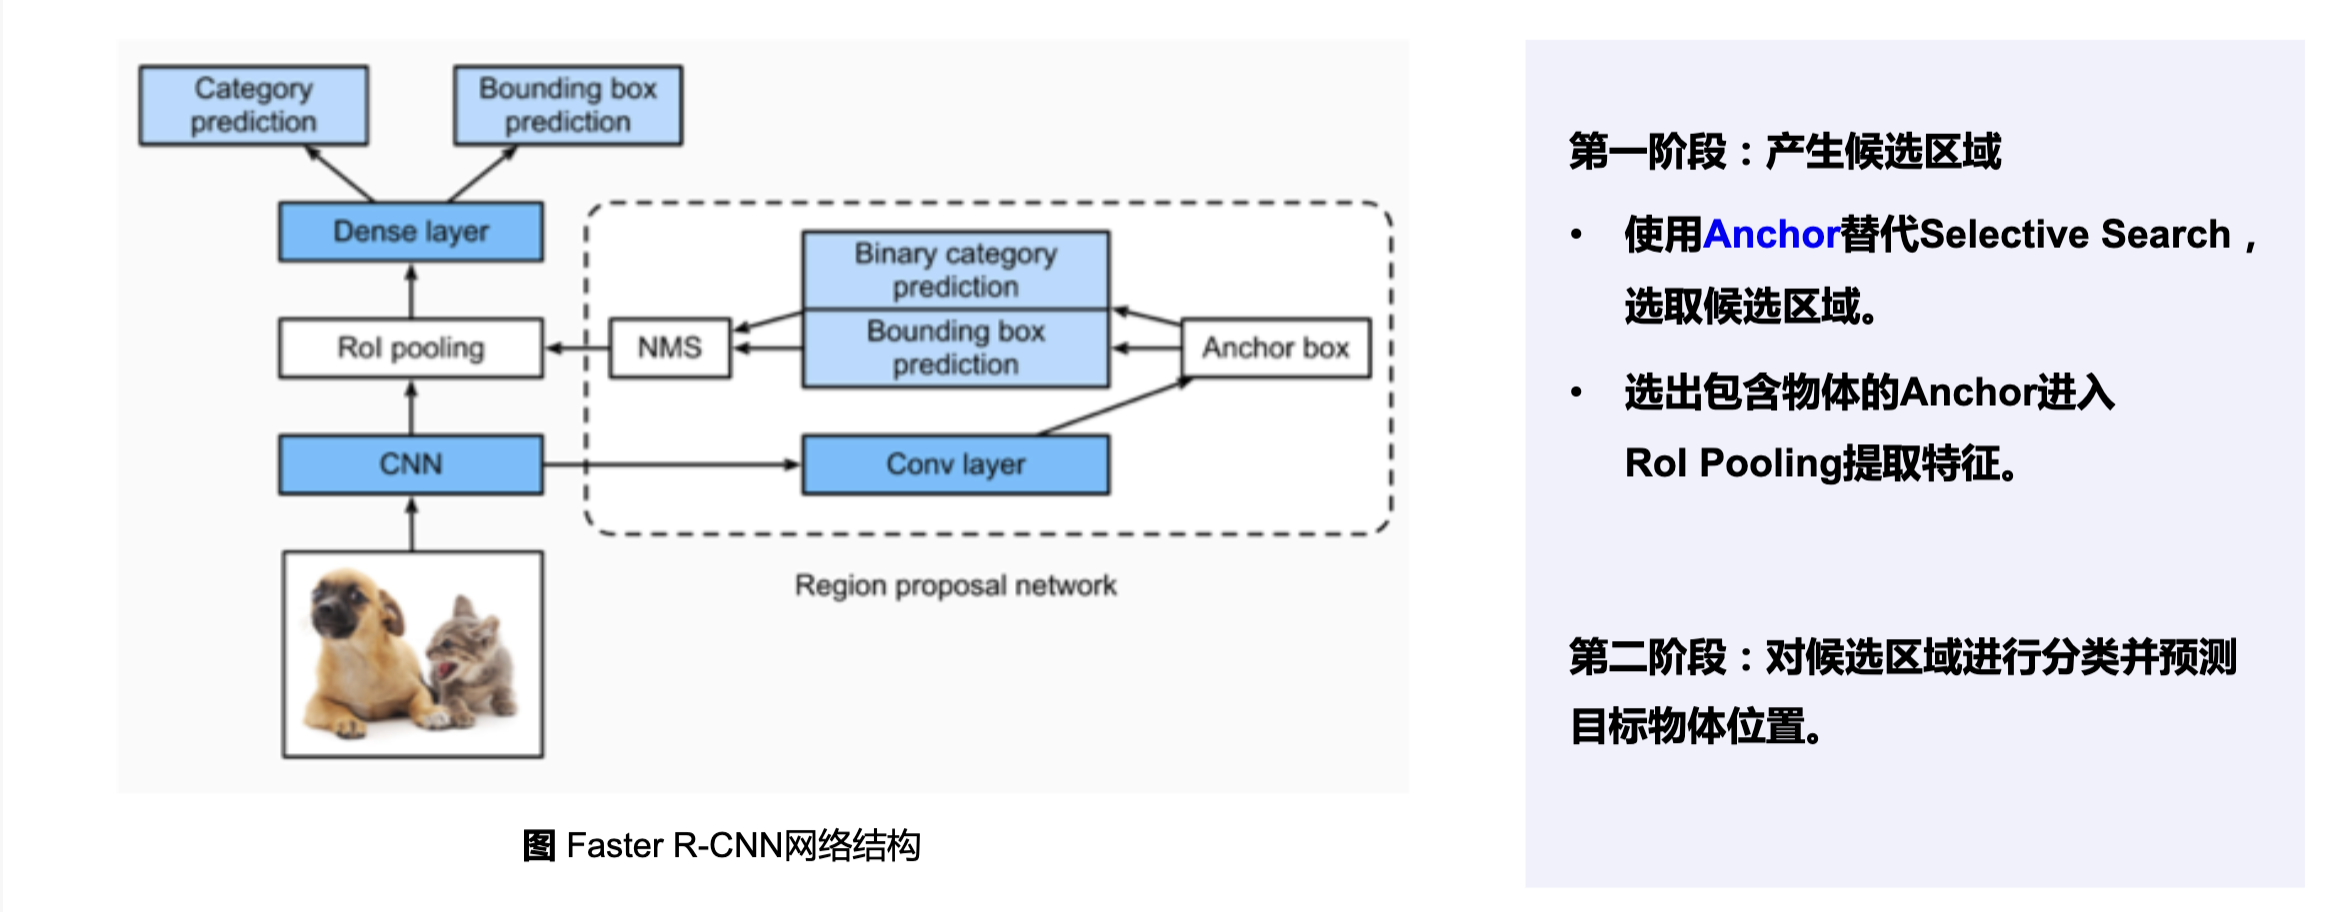 Category
prediction
Bounding box
prediction
Dense layer
Binary category
prediction
RoI pooling
NMS
Bounding box
prediction
Anchor box
CNN
Conv layer
Region proposal network
图 Faster R-CNN网络结构
第一阶段：产生候选区域
• 使用Anchor替代Selective Search，
选取候选区域。
• 选出包含物体的Anchor进入
RoI Pooling提取特征。
第二阶段：对候选区域进行分类并预测
目标物体位置。